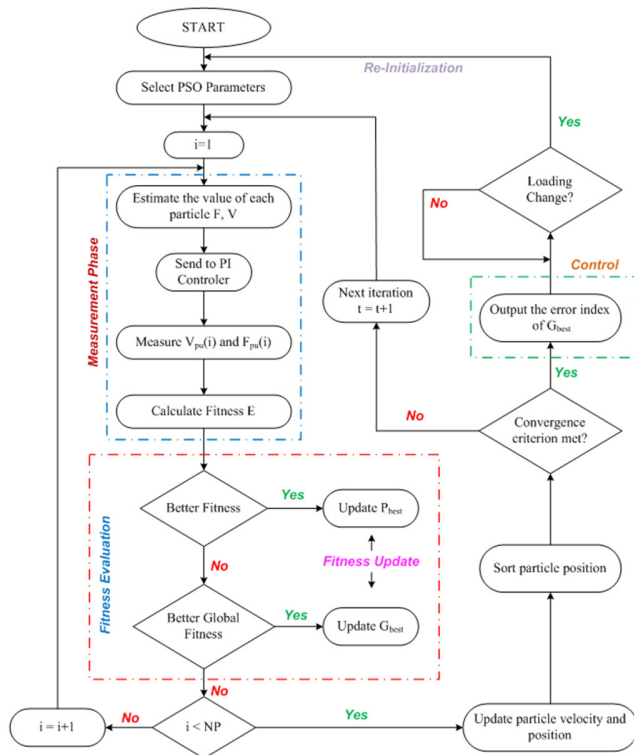 START
Re-Initialization
Select PSO Parameters
i=1
Yes
Measurement Phase
Estimate the value of each
particle F, V
Send to PI
Controler
Measure Vpu(i) and Fpu(i)
Calculate Fitness E
Next iteration
t = t+1
No
Loading
Change?
Control
Output the error index
of Gbest
Yes
No
Convergence
criterion met?
Fitness Evaluation
Better Fitness
Yes
Update Pbest
No
Fitness Update
Better Global
Fitness
Yes
Update Gbest
Sort particle position
No
i = i+1
No
i < NP
Yes
Update particle velocity and
position